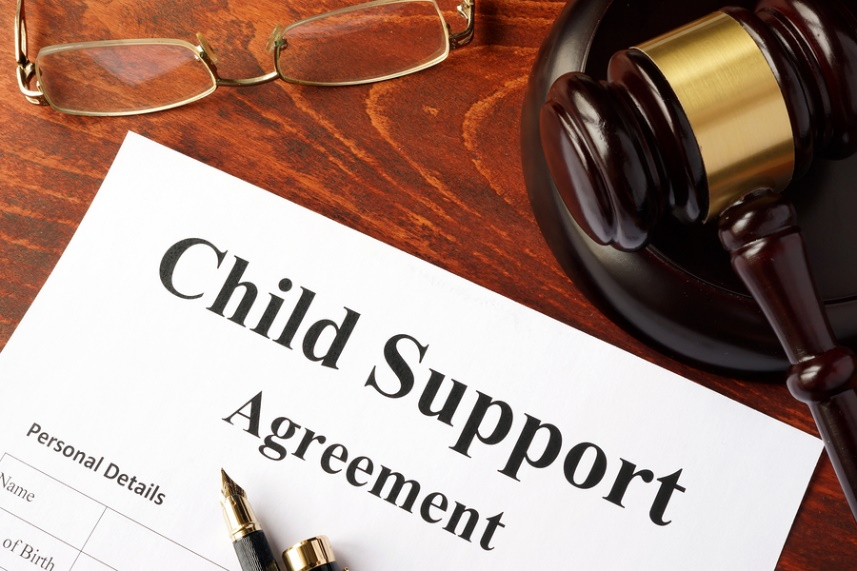 Child Support
Agreement
Personal Details
Name
of Birth